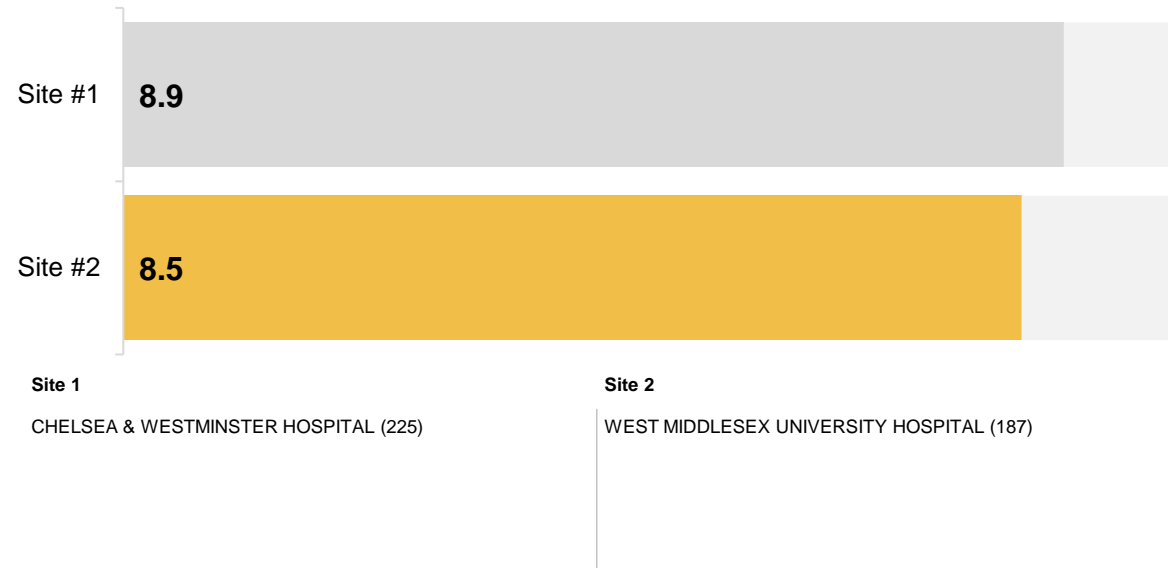 Site #1
8.9
Site #2
8.5
Site 1
CHELSEA & WESTMINSTER HOSPITAL (225)
Site 2
WEST MIDDLESEX UNIVERSITY HOSPITAL (187)